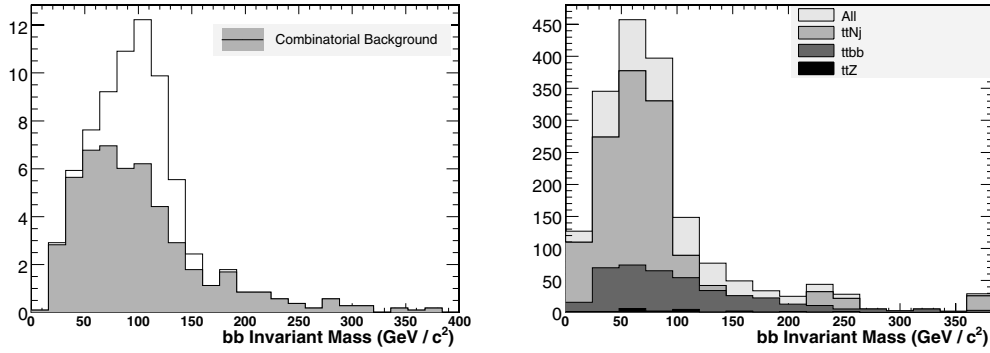 12
10
8
6
4
2
0
Combinatorial Background
0 50 100 150 200 250 300 350 400
bb Invariant Mass (GeV / c²)
450
400
350
300
250
200
150
100
50
0
All
ttNj
ttbb
ttZ
0 50 100 150 200 250 300 350
bb Invariant Mass (GeV / c²)